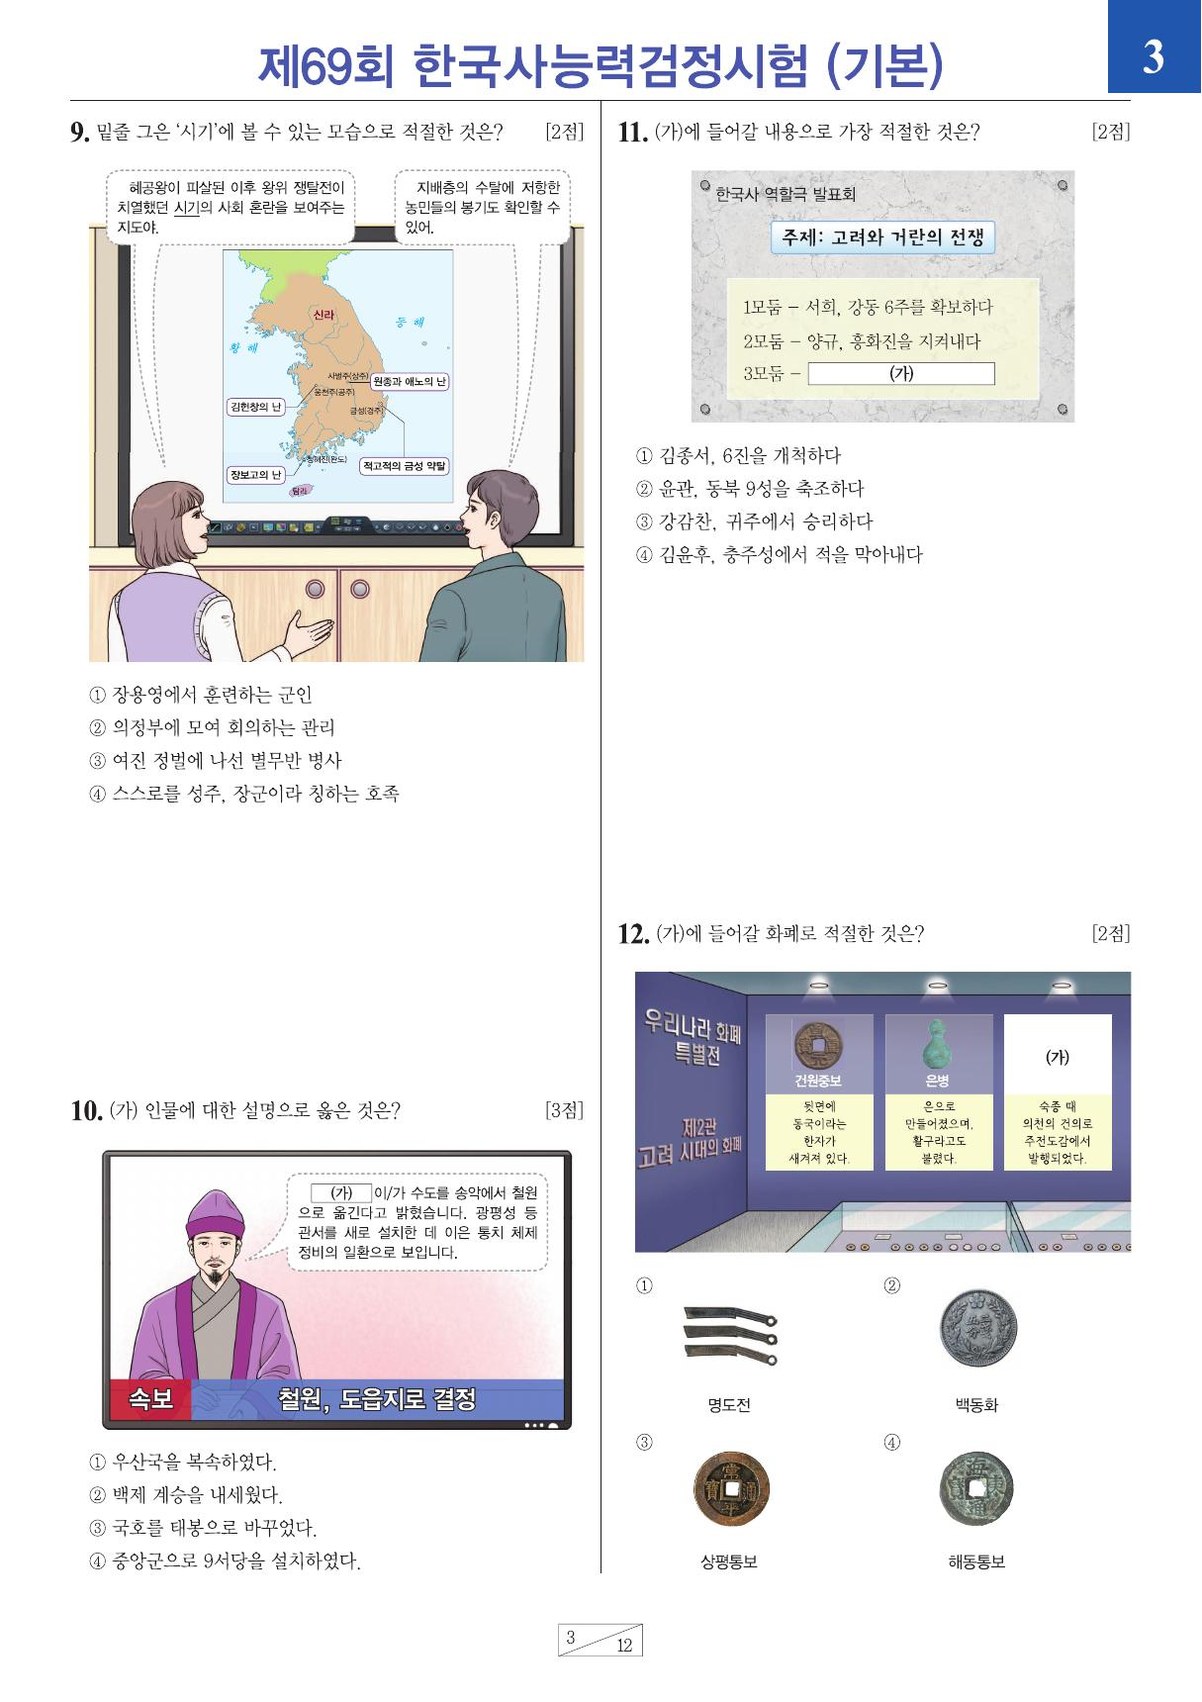 제69회 한국사능력검정시험 (기본)
3
9. 밑줄 그은 '시기'에 볼 수 있는 모습으로 적절한 것은? [2점]
혜공왕이 피살된 이후 왕위 쟁탈전이
치열했던 시기의 사회 혼란을 보여주는
지도야.
지배층의 수탈에 저항한
농민들의 봉기도 확인할 수
있어.
신라
동해
황해
사벌주(상주)
원종과 애노의 난
웅천주(공주)
김헌창의 난
금성(경주)
청해진(완도)
적고적의 금성 약탈
장보고의 난
탐라
① 장용영에서 훈련하는 군인
② 의정부에 모여 회의하는 관리
③ 여진 정벌에 나선 별무반 병사
④ 스스로를 성주, 장군이라 칭하는 호족
10. (가) 인물에 대한 설명으로 옳은 것은? [3점]
(가) 이/가 수도를 송악에서 철원
으로 옮긴다고 밝혔습니다. 광평성 등
관서를 새로 설치한 데 이은 통치 체제
정비의 일환으로 보입니다.
속보 철원, 도읍지로 결정
① 우산국을 복속하였다.
② 백제 계승을 내세웠다.
③ 국호를 태봉으로 바꾸었다.
④ 중앙군으로 9서당을 설치하였다.
11. (가)에 들어갈 내용으로 가장 적절한 것은? [2점]
한국사 역할극 발표회
주제: 고려와 거란의 전쟁
1모둠 – 서희, 강동 6주를 확보하다
2모둠 – 양규, 흥화진을 지켜내다
3모둠 – (가)
① 김종서, 6진을 개척하다
② 윤관, 동북 9성을 축조하다
③ 강감찬, 귀주에서 승리하다
④ 김윤후, 충주성에서 적을 막아내다
12. (가)에 들어갈 화폐로 적절한 것은? [2점]
우리나라 화폐
특별전
제2관
고려 시대의 화폐
건원중보
뒷면에
동국이라는
한자가
새겨져 있다.
은병
은으로
만들어졌으며,
활구라고도
불렸다.
(가)
숙종 때
의천의 건의로
주전도감에서
발행되었다.
①
명도전
②
백동화
③
常平通寶
상평통보
④
海東通寶
해동통보
3
12